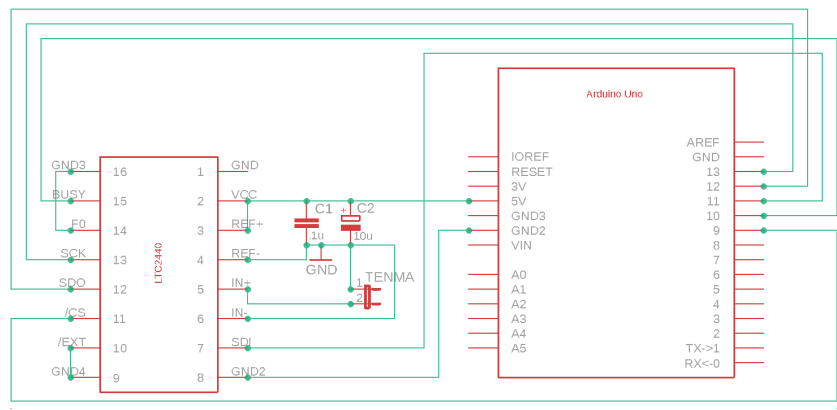 Arduino Uno
AREF
IOREF GND
RESET 13
3V 12
5V 11
GND3 10
GND2 9
VIN 8
7
A0 6
A1 5
A2 4
A3 3
A4 2
A5 TX->1
RX<-0
GND3 16 1 GND
BUSY 15 2 VCC
F0 14 3 REF+
SCK 13 4 REF-
SDO 12 5 IN+
/CS 11 6 IN-
/EXT 10 7 SDI
GND4 9 8 GND2
LTC2440
C1
.1u
+ C2
10u
GND
TENMA
1
2